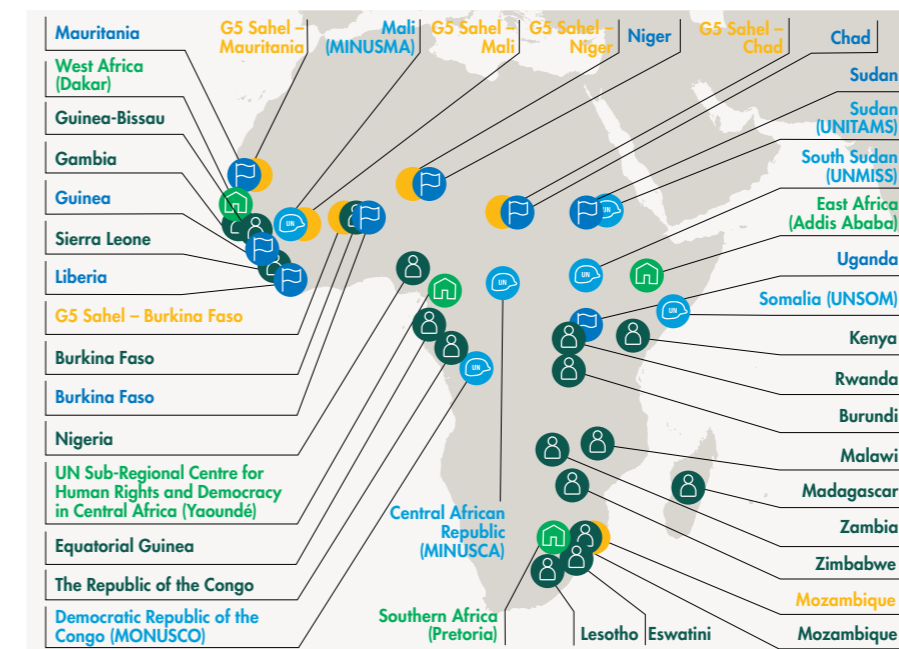 Mauritania
G5 Sahel –
Mauritania
Mali
(MINUSMA)
G5 Sahel –
Mali
G5 Sahel –
Niger
Niger
G5 Sahel –
Chad
Chad
West Africa
(Dakar)
Guinea-Bissau
Gambia
Guinea
Sierra Leone
Liberia
G5 Sahel – Burkina Faso
Burkina Faso
Burkina Faso
Nigeria
UN Sub-Regional Centre for
Human Rights and Democracy
in Central Africa (Yaoundé)
Equatorial Guinea
The Republic of the Congo
Democratic Republic of the
Congo (MONUSCO)
Sudan
Sudan
(UNITAMS)
South Sudan
(UNMISS)
East Africa
(Addis Ababa)
Uganda
Somalia (UNSOM)
Kenya
Rwanda
Burundi
Malawi
Madagascar
Zambia
Zimbabwe
Mozambique
Mozambique
Central African
Republic
(MINUSCA)
Southern Africa
(Pretoria)
Lesotho
Eswatini
UN
UN
UN
UN
UN
UN